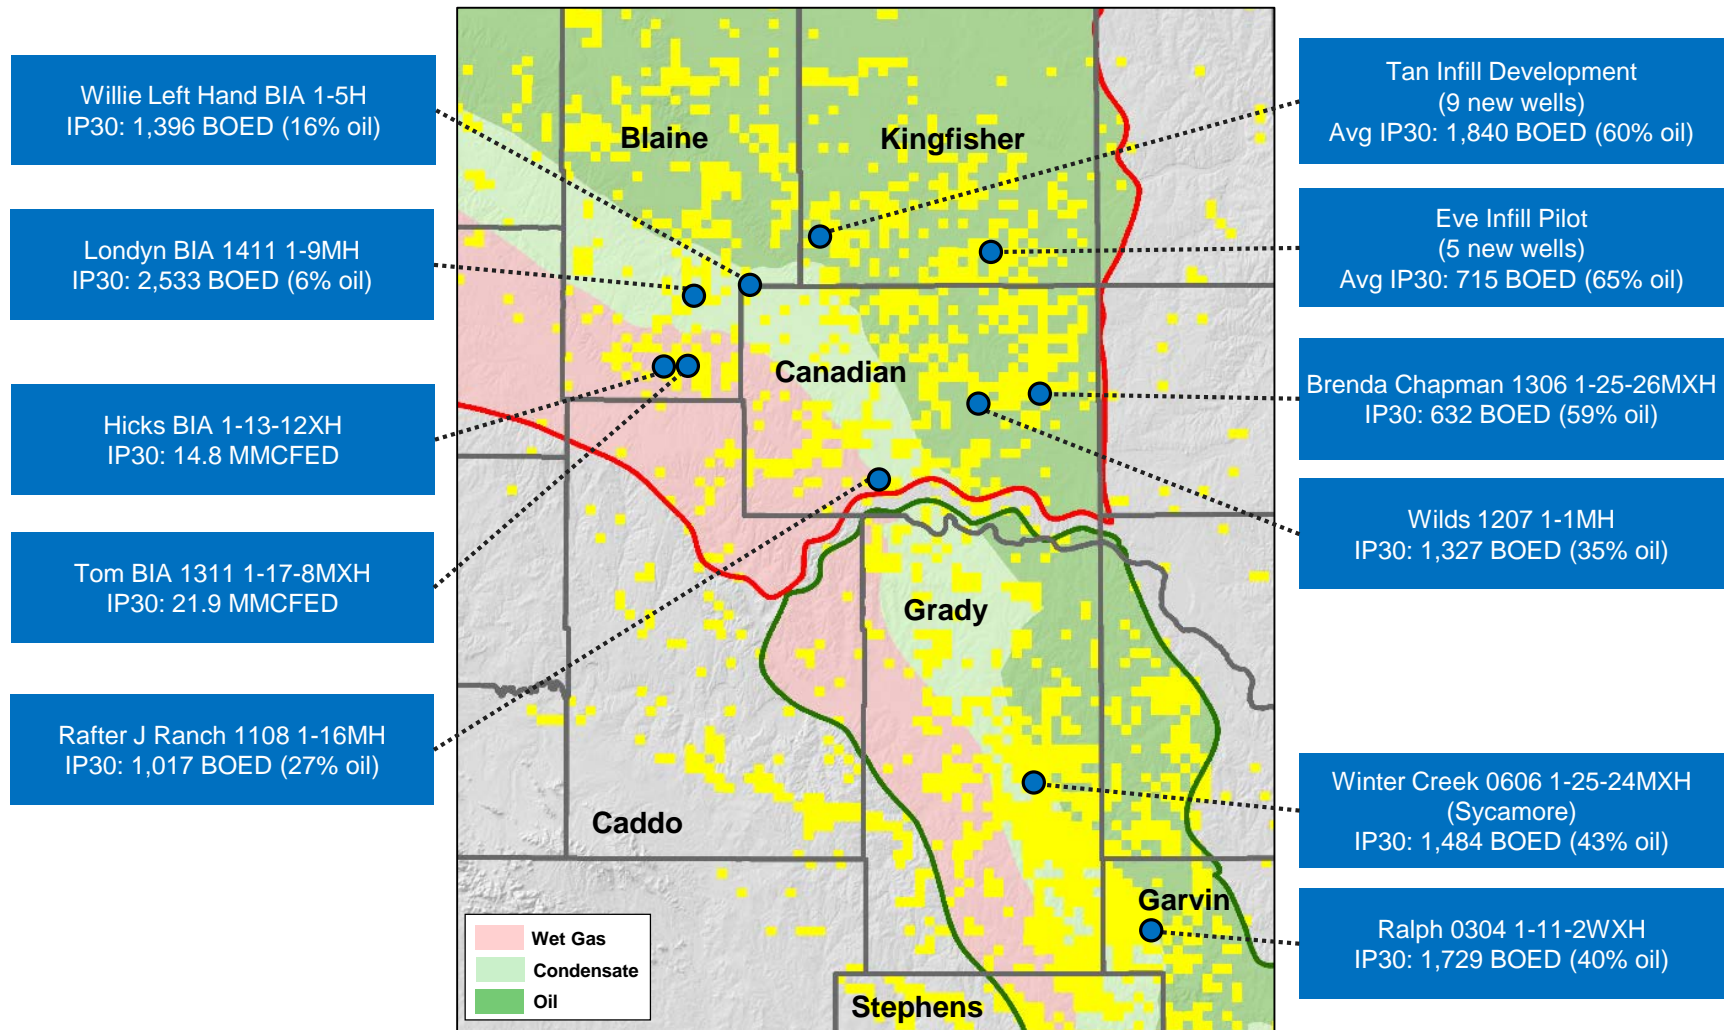 Willie Left Hand BIA 1-5H
IP30: 1,396 BOED (16% oil)
Londyn BIA 1411 1-9MH
IP30: 2,533 BOED (6% oil)
Hicks BIA 1-13-12XH
IP30: 14.8 MMCFED
Tom BIA 1311 1-17-8MXH
IP30: 21.9 MMCFED
Rafter J Ranch 1108 1-16MH
IP30: 1,017 BOED (27% oil)
Blaine
Kingfisher
Canadian
Grady
Caddo
Garvin
Stephens
Wet Gas
Condensate
Oil
Tan Infill Development
(9 new wells)
Avg IP30: 1,840 BOED (60% oil)
Eve Infill Pilot
(5 new wells)
Avg IP30: 715 BOED (65% oil)
Brenda Chapman 1306 1-25-26MXH
IP30: 632 BOED (59% oil)
Wilds 1207 1-1MH
IP30: 1,327 BOED (35% oil)
Winter Creek 0606 1-25-24MXH
(Sycamore)
IP30: 1,484 BOED (43% oil)
Ralph 0304 1-11-2WXH
IP30: 1,729 BOED (40% oil)